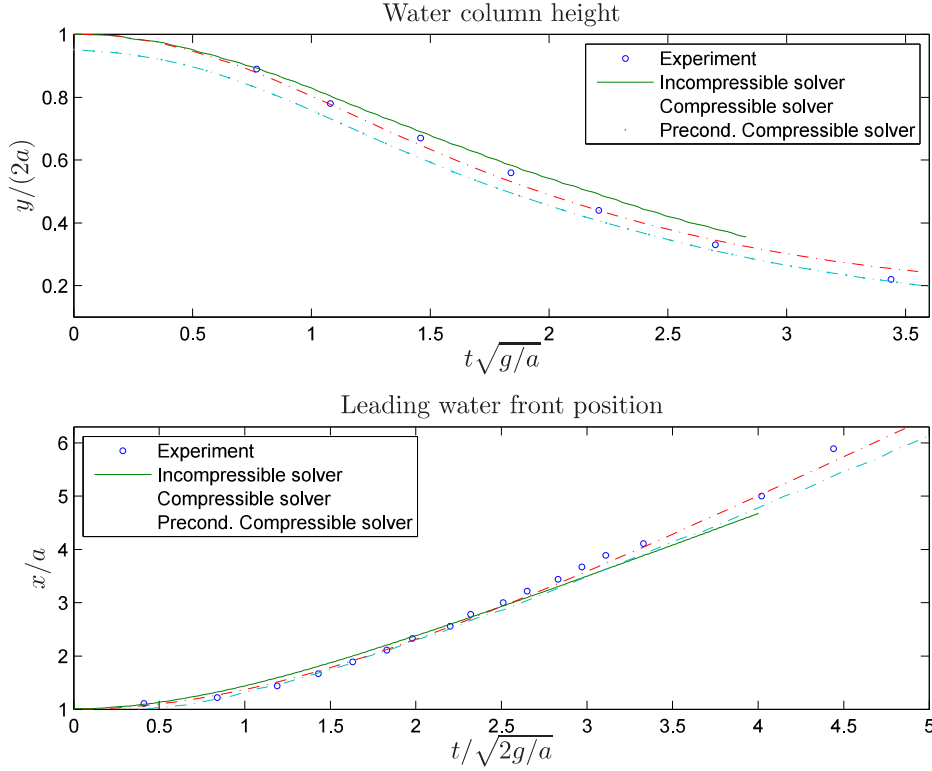 Water column height
1
0.8
0.6
0.4
0.2
y/(2a)
Experiment
Incompressible solver
Compressible solver
Precond. Compressible solver
0 0.5 1 1.5 2 2.5 3 3.5
t√g/a
Leading water front position
6
5
4
3
2
1
x/a
Experiment
Incompressible solver
Compressible solver
Precond. Compressible solver
0 0.5 1 1.5 2 2.5 3 3.5 4 4.5 5
t/√2g/a